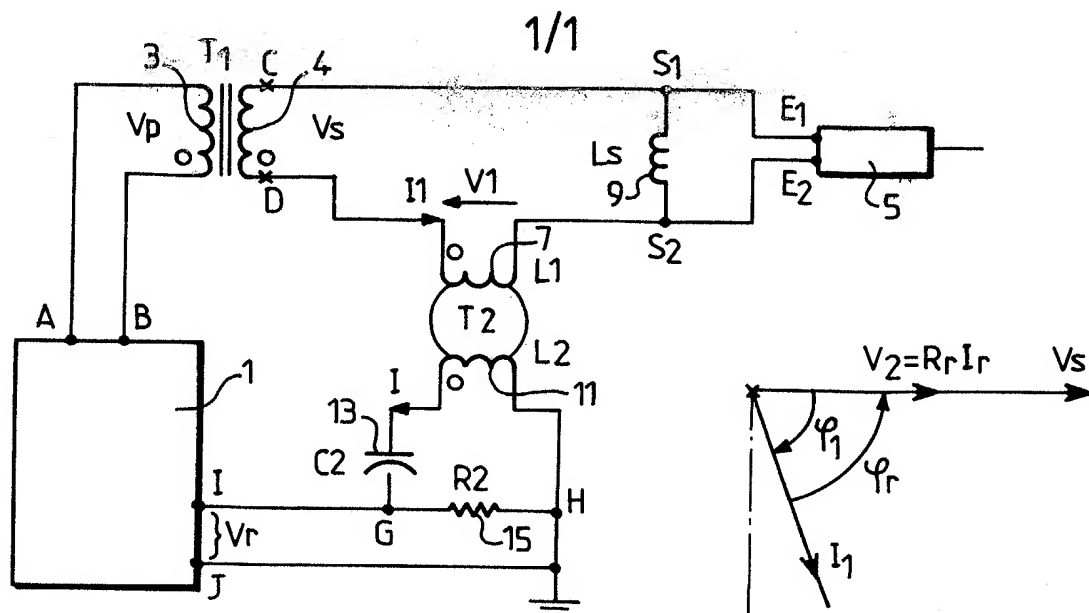 1/1
3 T1 C 4 S1
Vp Vs E1
Ls
D I1 V1 9 E2 5
S2
7
L1
A B T2
L2
1 I 11 V2=RrIr Vs
13
φ1
C2 φr
I R2 H
}Vr G 15
J I1